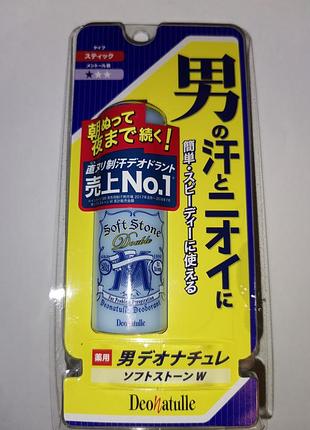 タイプ
スティック
メントール感
★★★
男の汗とニオイに
簡単・スピーディーに使える
朝ぬって
夜まで続く!
直ヌリ制汗デオドラント
売上No.1
Soft Stone
Double
Deonatulle Deodorant
薬用
男デオナチュレ
ソフトストーンW
Deonatulle